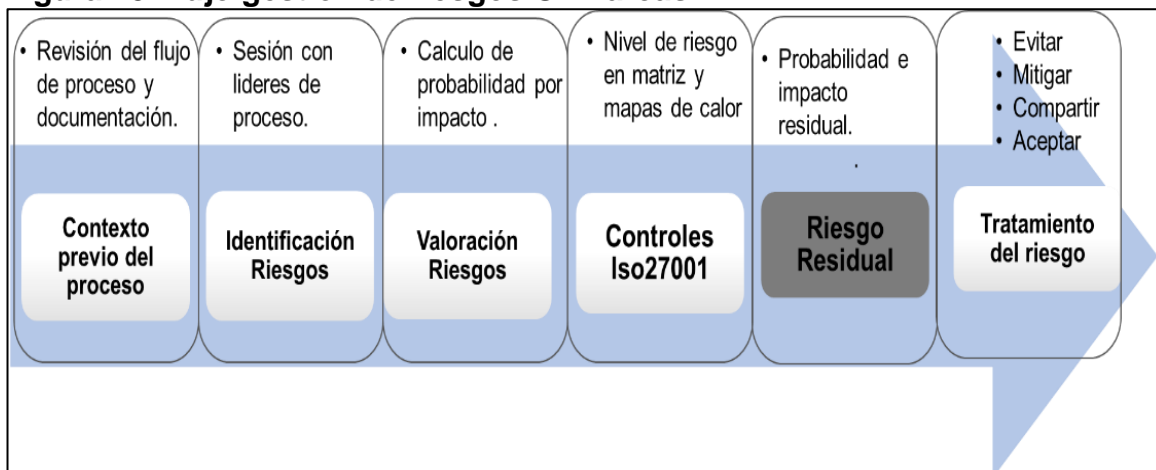 • Revisión del flujo
de proceso y
documentación.
Contexto
previo del
proceso
• Sesión con
lideres de
proceso.
Identificación
Riesgos
• Calculo de
probabilidad por
impacto .
Valoración
Riesgos
• Nivel de riesgo
en matriz y
mapas de calor
Controles
Iso27001
• Probabilidad e
impacto
residual.
.
Riesgo
Residual
• Evitar
• Mitigar
• Compartir
• Aceptar
Tratamiento
del riesgo